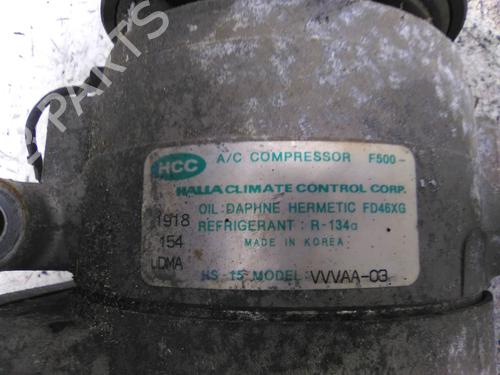 HCC A/C COMPRESSOR F500-
HALLA CLIMATE CONTROL CORP.
OIL: DAPHNE HERMETIC FD46XG
1918 REFRIGERANT : R-134a
154 MADE IN KOREA
LDMA HS-15 MODEL: VVVAA-03
PARTS